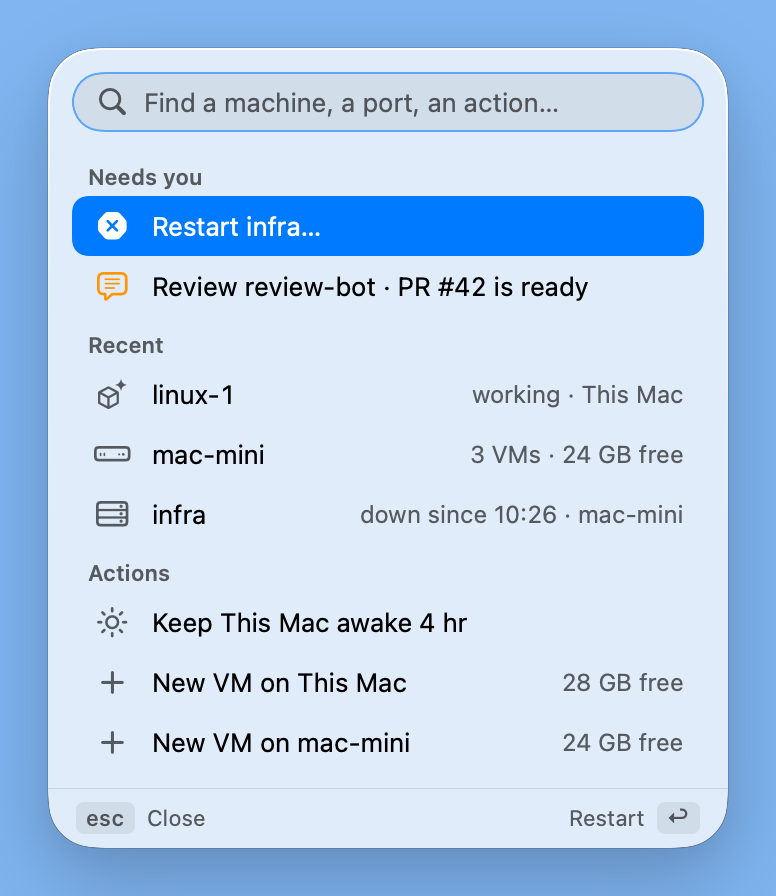 Find a machine, a port, an action...
Needs you
Restart infra...
Review review-bot · PR #42 is ready
Recent
linux-1 working · This Mac
mac-mini 3 VMs · 24 GB free
infra down since 10:26 · mac-mini
Actions
Keep This Mac awake 4 hr
New VM on This Mac 28 GB free
New VM on mac-mini 24 GB free
esc Close Restart ↩